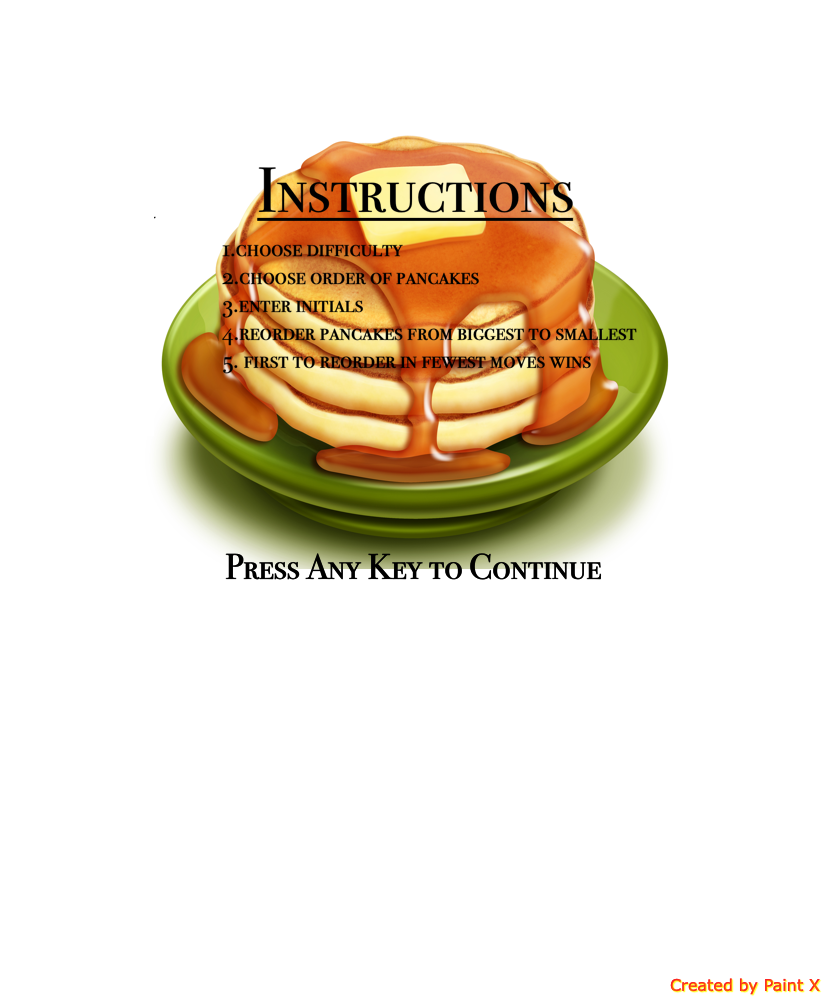 Instructions
1.choose difficulty
2.choose order of pancakes
3.enter initials
4.reorder pancakes from biggest to smallest
5. first to reorder in fewest moves wins
Press Any Key to Continue
Created by Paint X